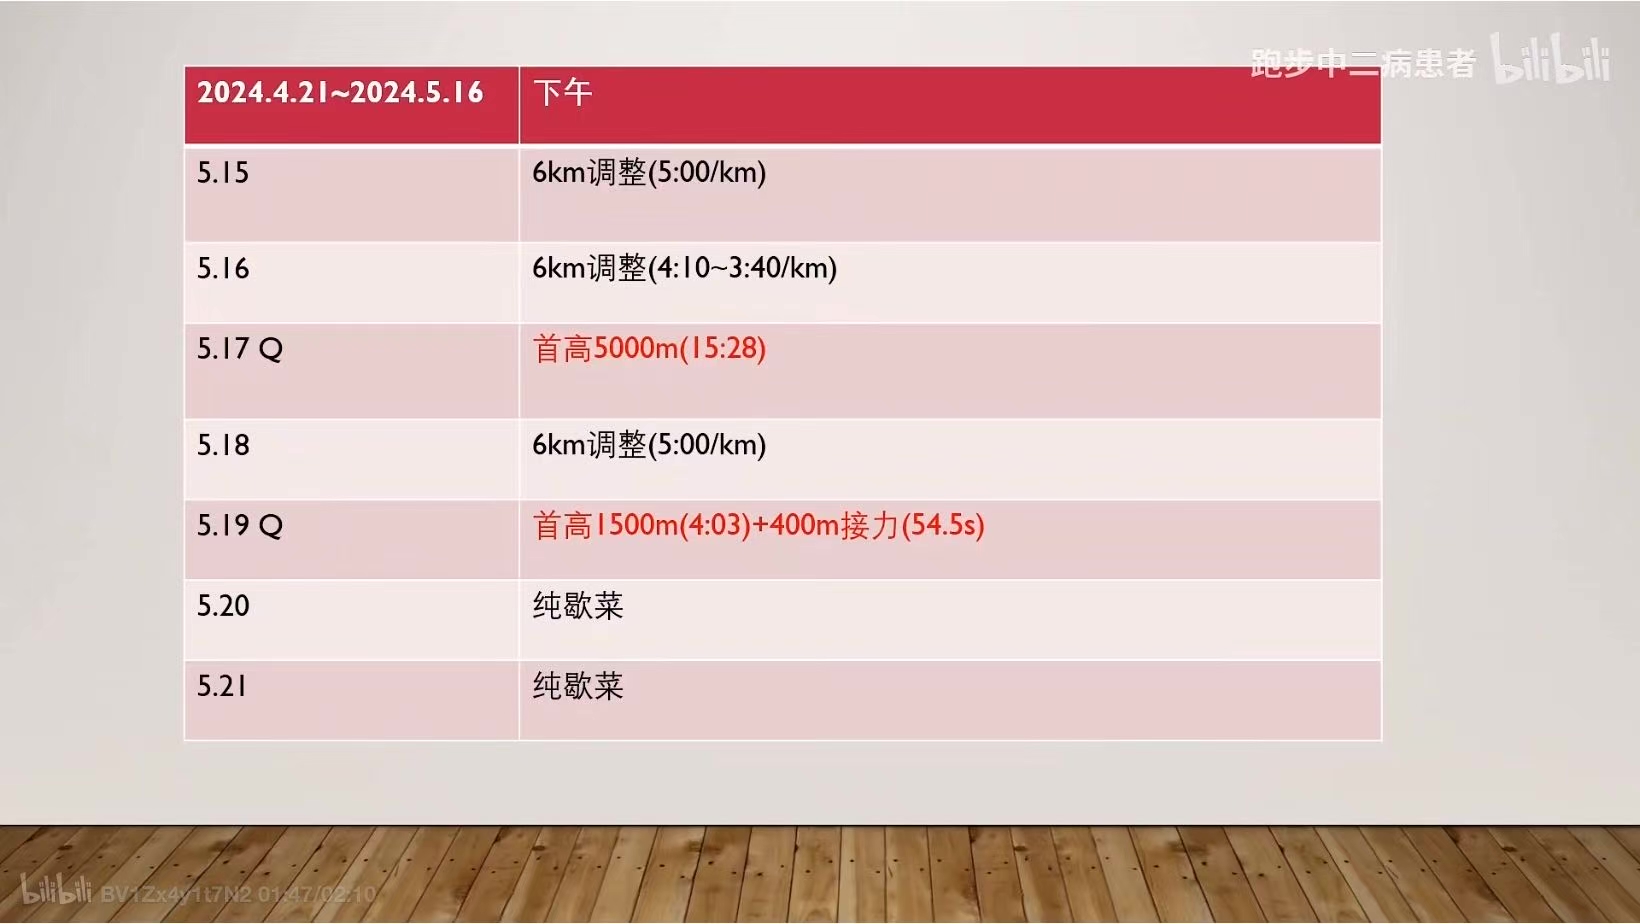 跑步中二病患者 bilibili
2024.4.21~2024.5.16 下午
5.15 6km调整(5:00/km)
5.16 6km调整(4:10~3:40/km)
5.17 Q 首高5000m(15:28)
5.18 6km调整(5:00/km)
5.19 Q 首高1500m(4:03)+400m接力(54.5s)
5.20 纯歇菜
5.21 纯歇菜
bilibili BV1Zx4y1t7N2 01:47/02:10